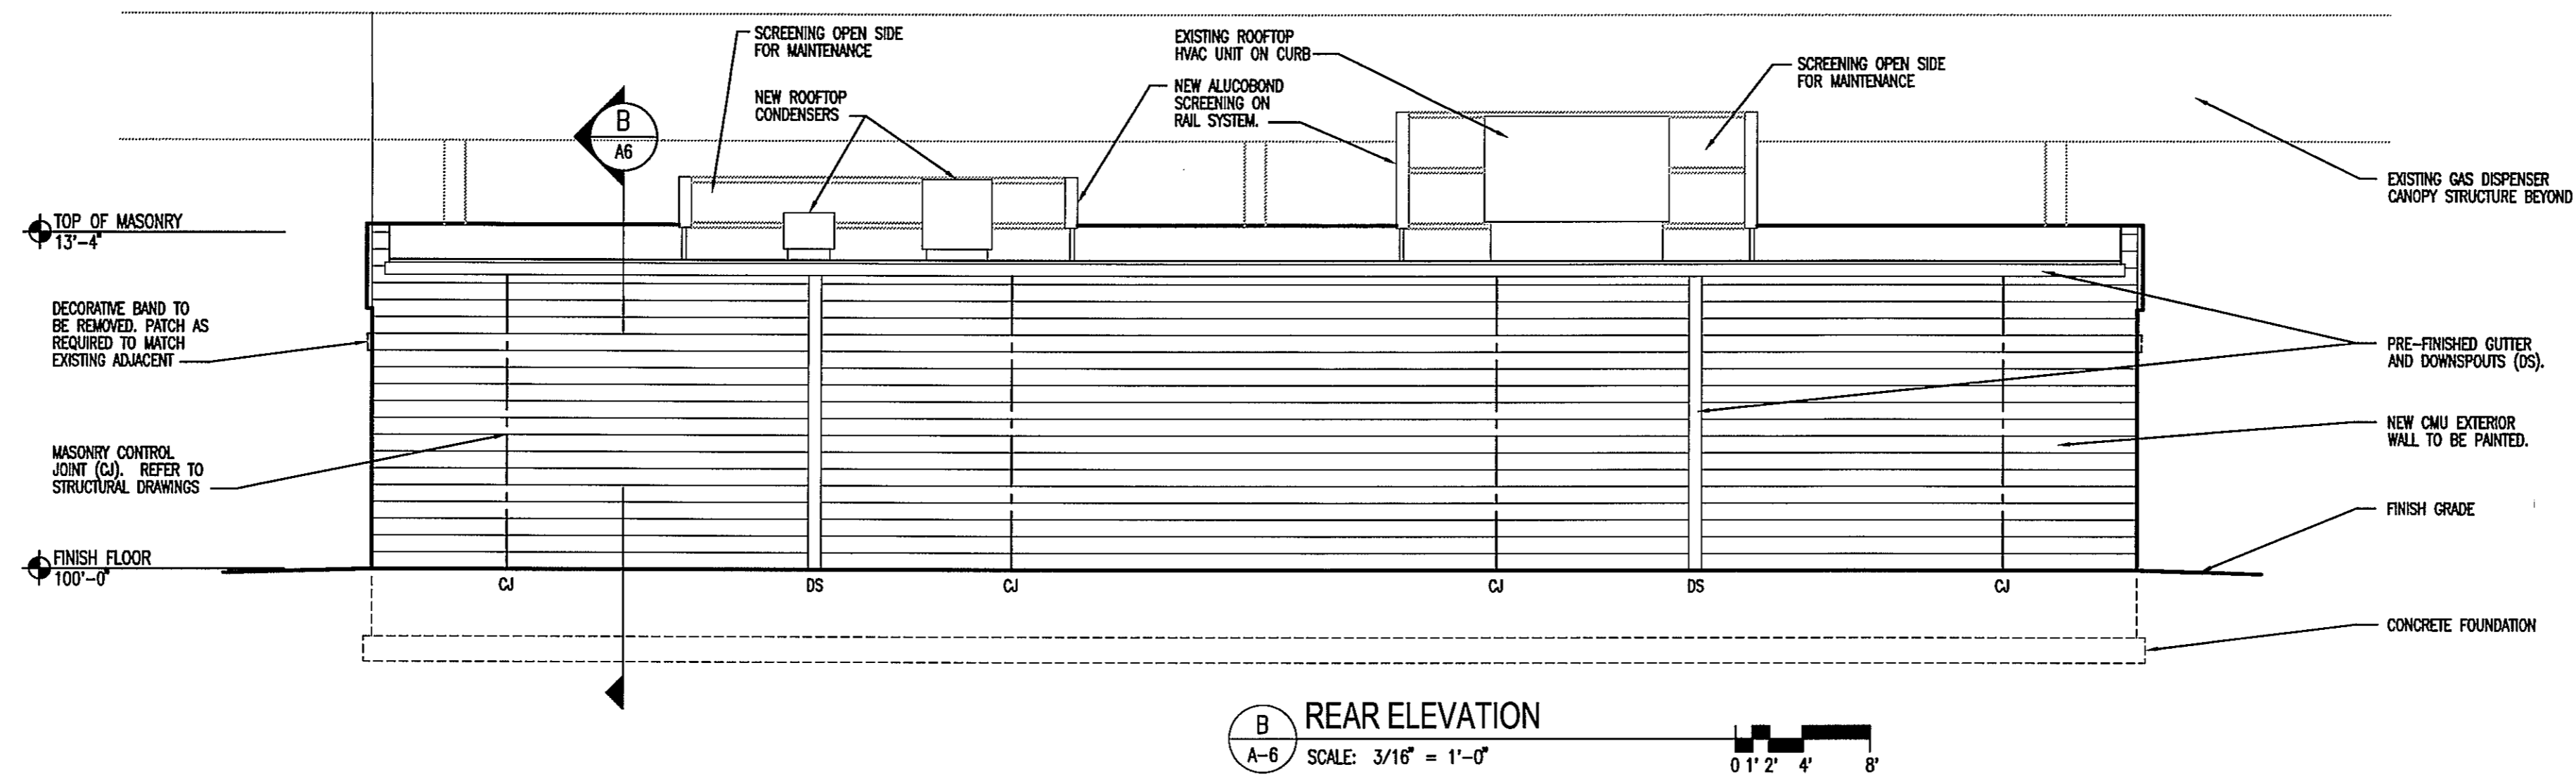 SCREENING OPEN SIDE
FOR MAINTENANCE
EXISTING ROOFTOP
HVAC UNIT ON CURB
SCREENING OPEN SIDE
FOR MAINTENANCE
NEW ROOFTOP
CONDENSERS
NEW ALUCOBOND
SCREENING ON
RAIL SYSTEM.
B
A6
EXISTING GAS DISPENSER
CANOPY STRUCTURE BEYOND
TOP OF MASONRY
13'-4"
DECORATIVE BAND TO
BE REMOVED. PATCH AS
REQUIRED TO MATCH
EXISTING ADJACENT
PRE-FINISHED GUTTER
AND DOWNSPOUTS (DS).
MASONRY CONTROL
JOINT (CJ). REFER TO
STRUCTURAL DRAWINGS
NEW CMU EXTERIOR
WALL TO BE PAINTED.
FINISH GRADE
FINISH FLOOR
100'-0"
CJ DS CJ CJ DS CJ
CONCRETE FOUNDATION
B
A-6
REAR ELEVATION
SCALE: 3/16" = 1'-0"
0 1' 2' 4' 8'